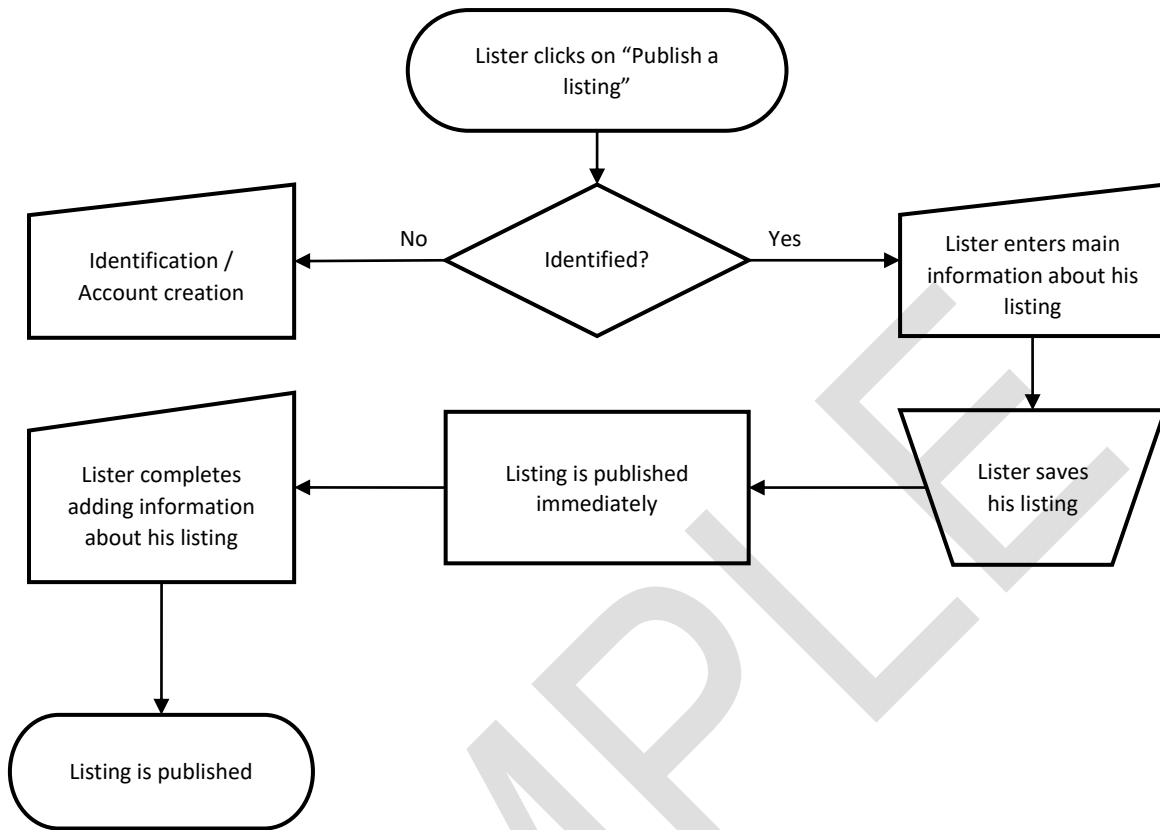 Lister clicks on “Publish a
listing”
No
Identified?
Yes
Identification /
Account creation
Lister enters main
information about his
listing
Lister completes
adding information
about his listing
Listing is published
immediately
Lister saves
his listing
Listing is published
MPLE